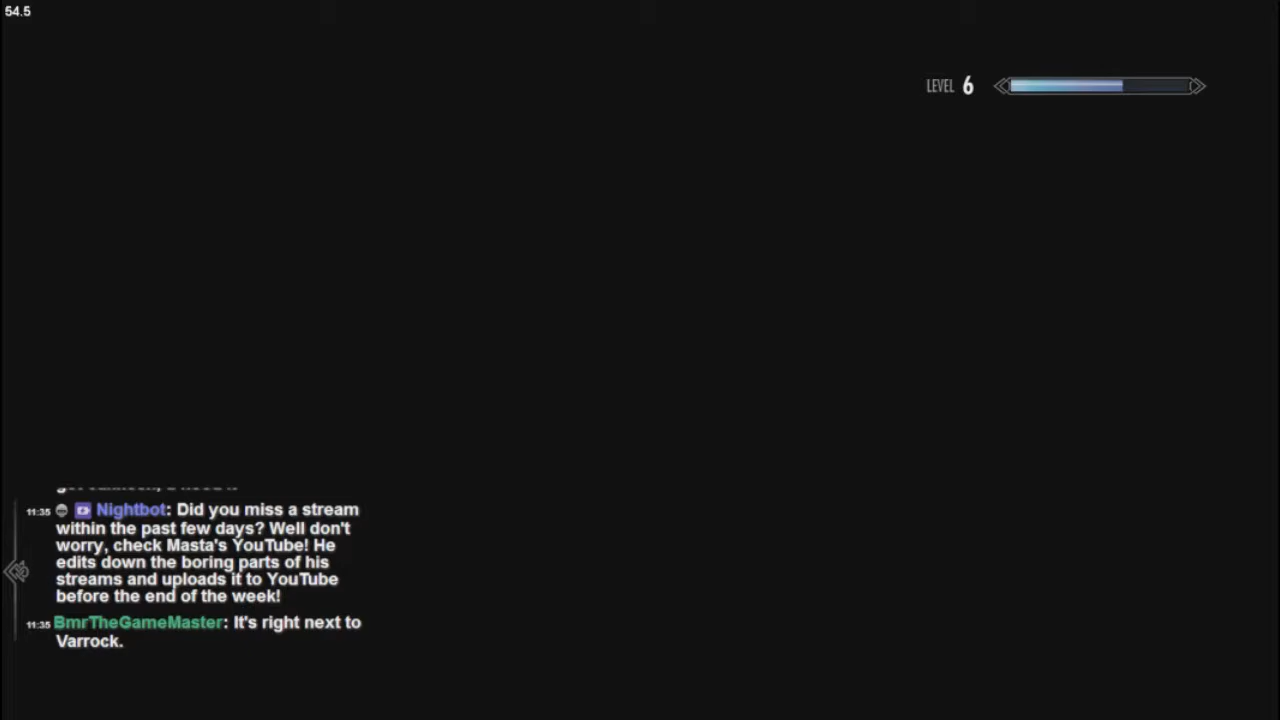 54.5
LEVEL 6
11:35 Nightbot: Did you miss a stream
within the past few days? Well don't
worry, check Masta's YouTube! He
edits down the boring parts of his
streams and uploads it to YouTube
before the end of the week!
11:35 BmrTheGameMaster: It's right next to
Varrock.